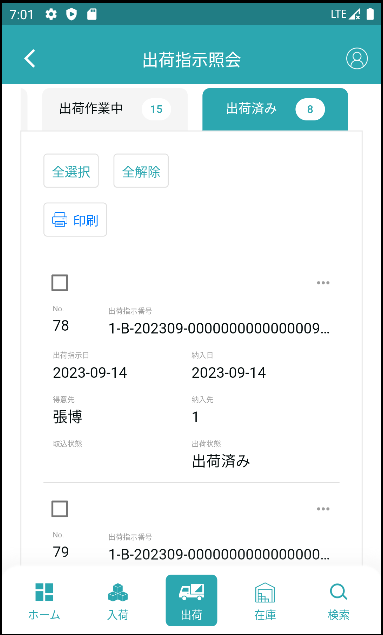 7:01 LTE
出荷指示照会
出荷作業中 15 出荷済み 8
全選択 全解除
印刷
No. 出荷指示番号
78 1-B-202309-0000000000000009...
出荷指示日 納入日
2023-09-14 2023-09-14
得意先 納入先
張博 1
取込状態 出荷状態
出荷済み
No. 出荷指示番号
79 1-B-202309-0000000000000000...
ホーム 入荷 出荷 在庫 検索